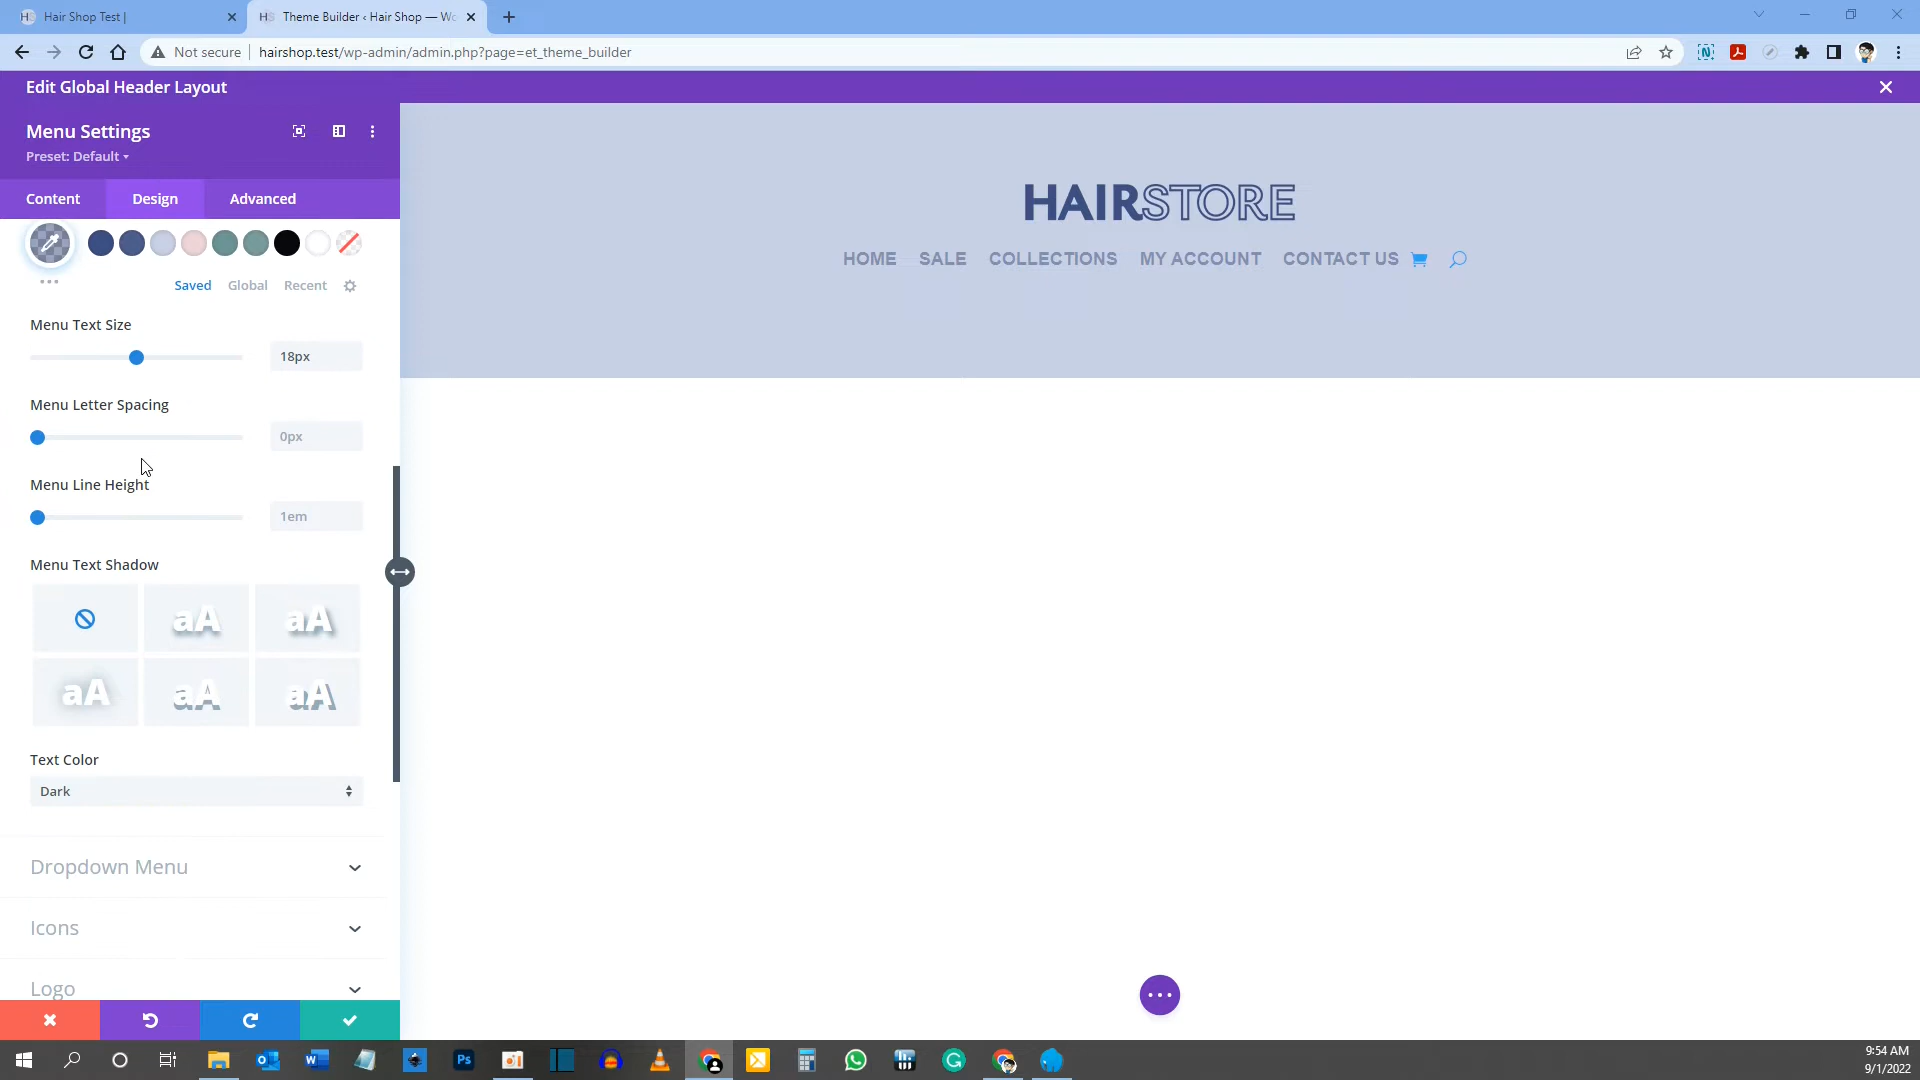 Hair Shop Test |
Theme Builder ‹ Hair Shop — Wo
Not secure
hairshop.test/wp-admin/admin.php?page=et_theme_builder
Edit Global Header Layout
Menu Settings
Preset: Default
Content
Design
Advanced
HAIRSTORE
HOME SALE COLLECTIONS MY ACCOUNT CONTACT US
Saved
Global
Recent
Menu Text Size
18px
Menu Letter Spacing
0px
Menu Line Height
1em
Menu Text Shadow
aA
aA
aA
aA
aA
Text Color
Dark
Dropdown Menu
Icons
Logo
9:54 AM
9/1/2022